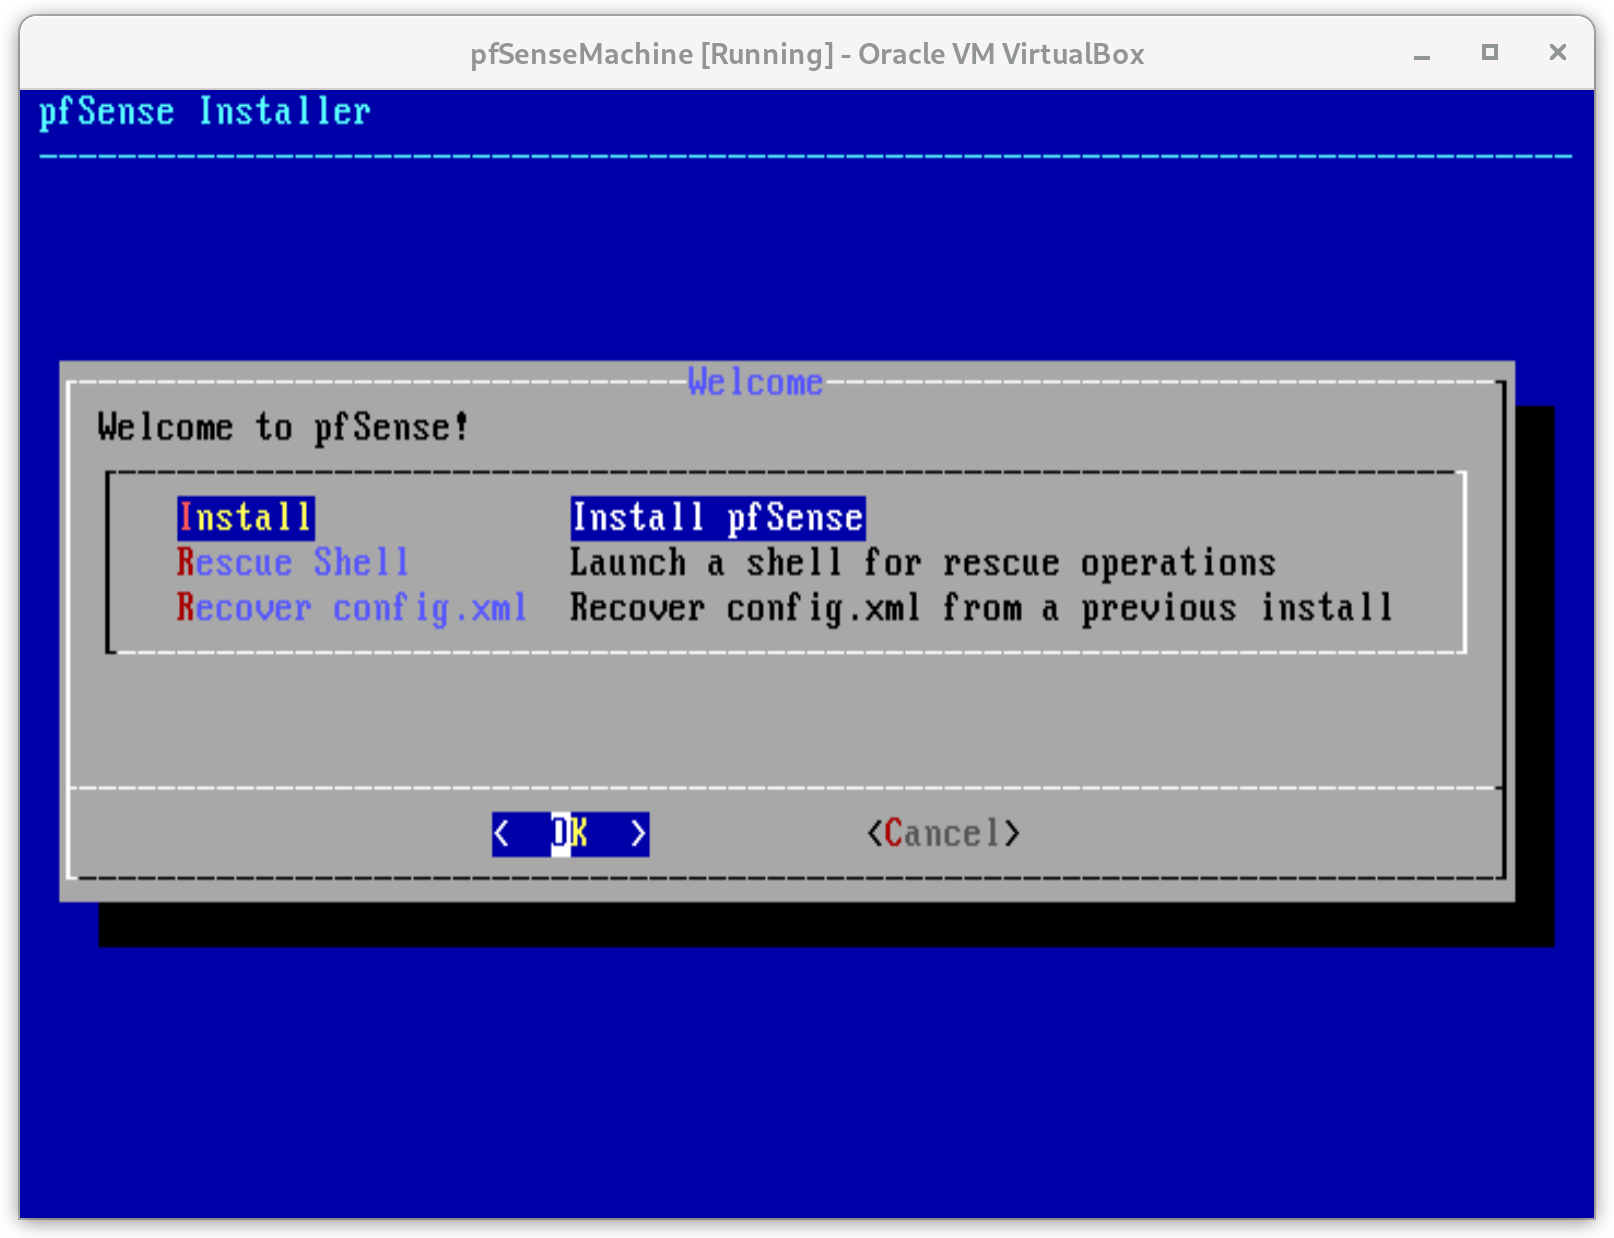 pfSenseMachine [Running] - Oracle VM VirtualBox
pfSense Installer
Welcome
Welcome to pfSense!
Install Install pfSense
Rescue Shell Launch a shell for rescue operations
Recover config.xml Recover config.xml from a previous install
< OK > <Cancel>